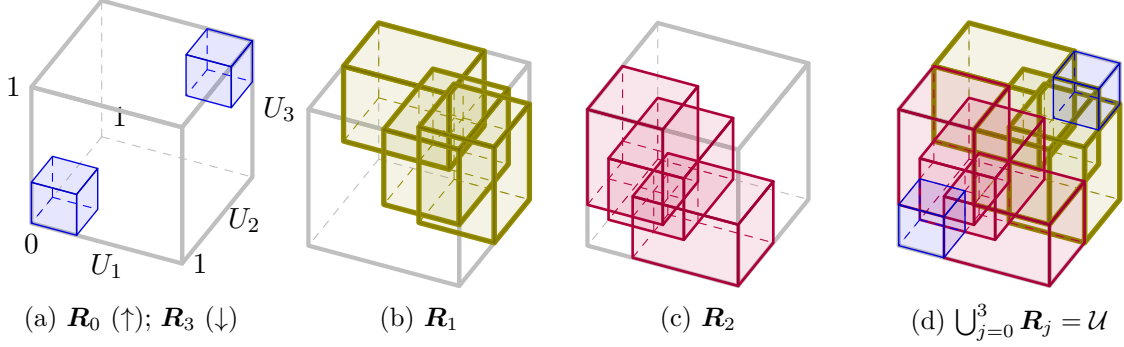 1
1
U₃
U₂
0
U₁
1
(a) R₀ (↑); R₃ (↓)
(b) R₁
(c) R₂
(d) ⋃³ⱼ₌₀ Rⱼ = 𝒰